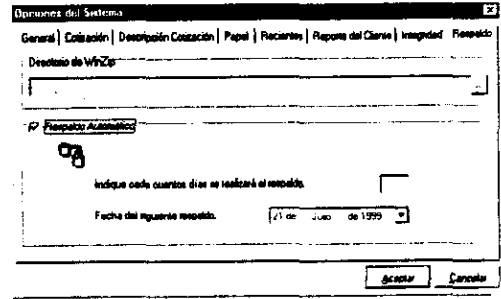 Opciones del Sistema
General Cotización Descripción Cotización Papel Recientes Reporte del Cliente Integridad Respaldo
Directorio de WinZip
Respaldo Automático
Indique cada cuantos días se realizará el respaldo.
Fecha del siguiente respaldo. 21 de de 1999
Aceptar Cancelar